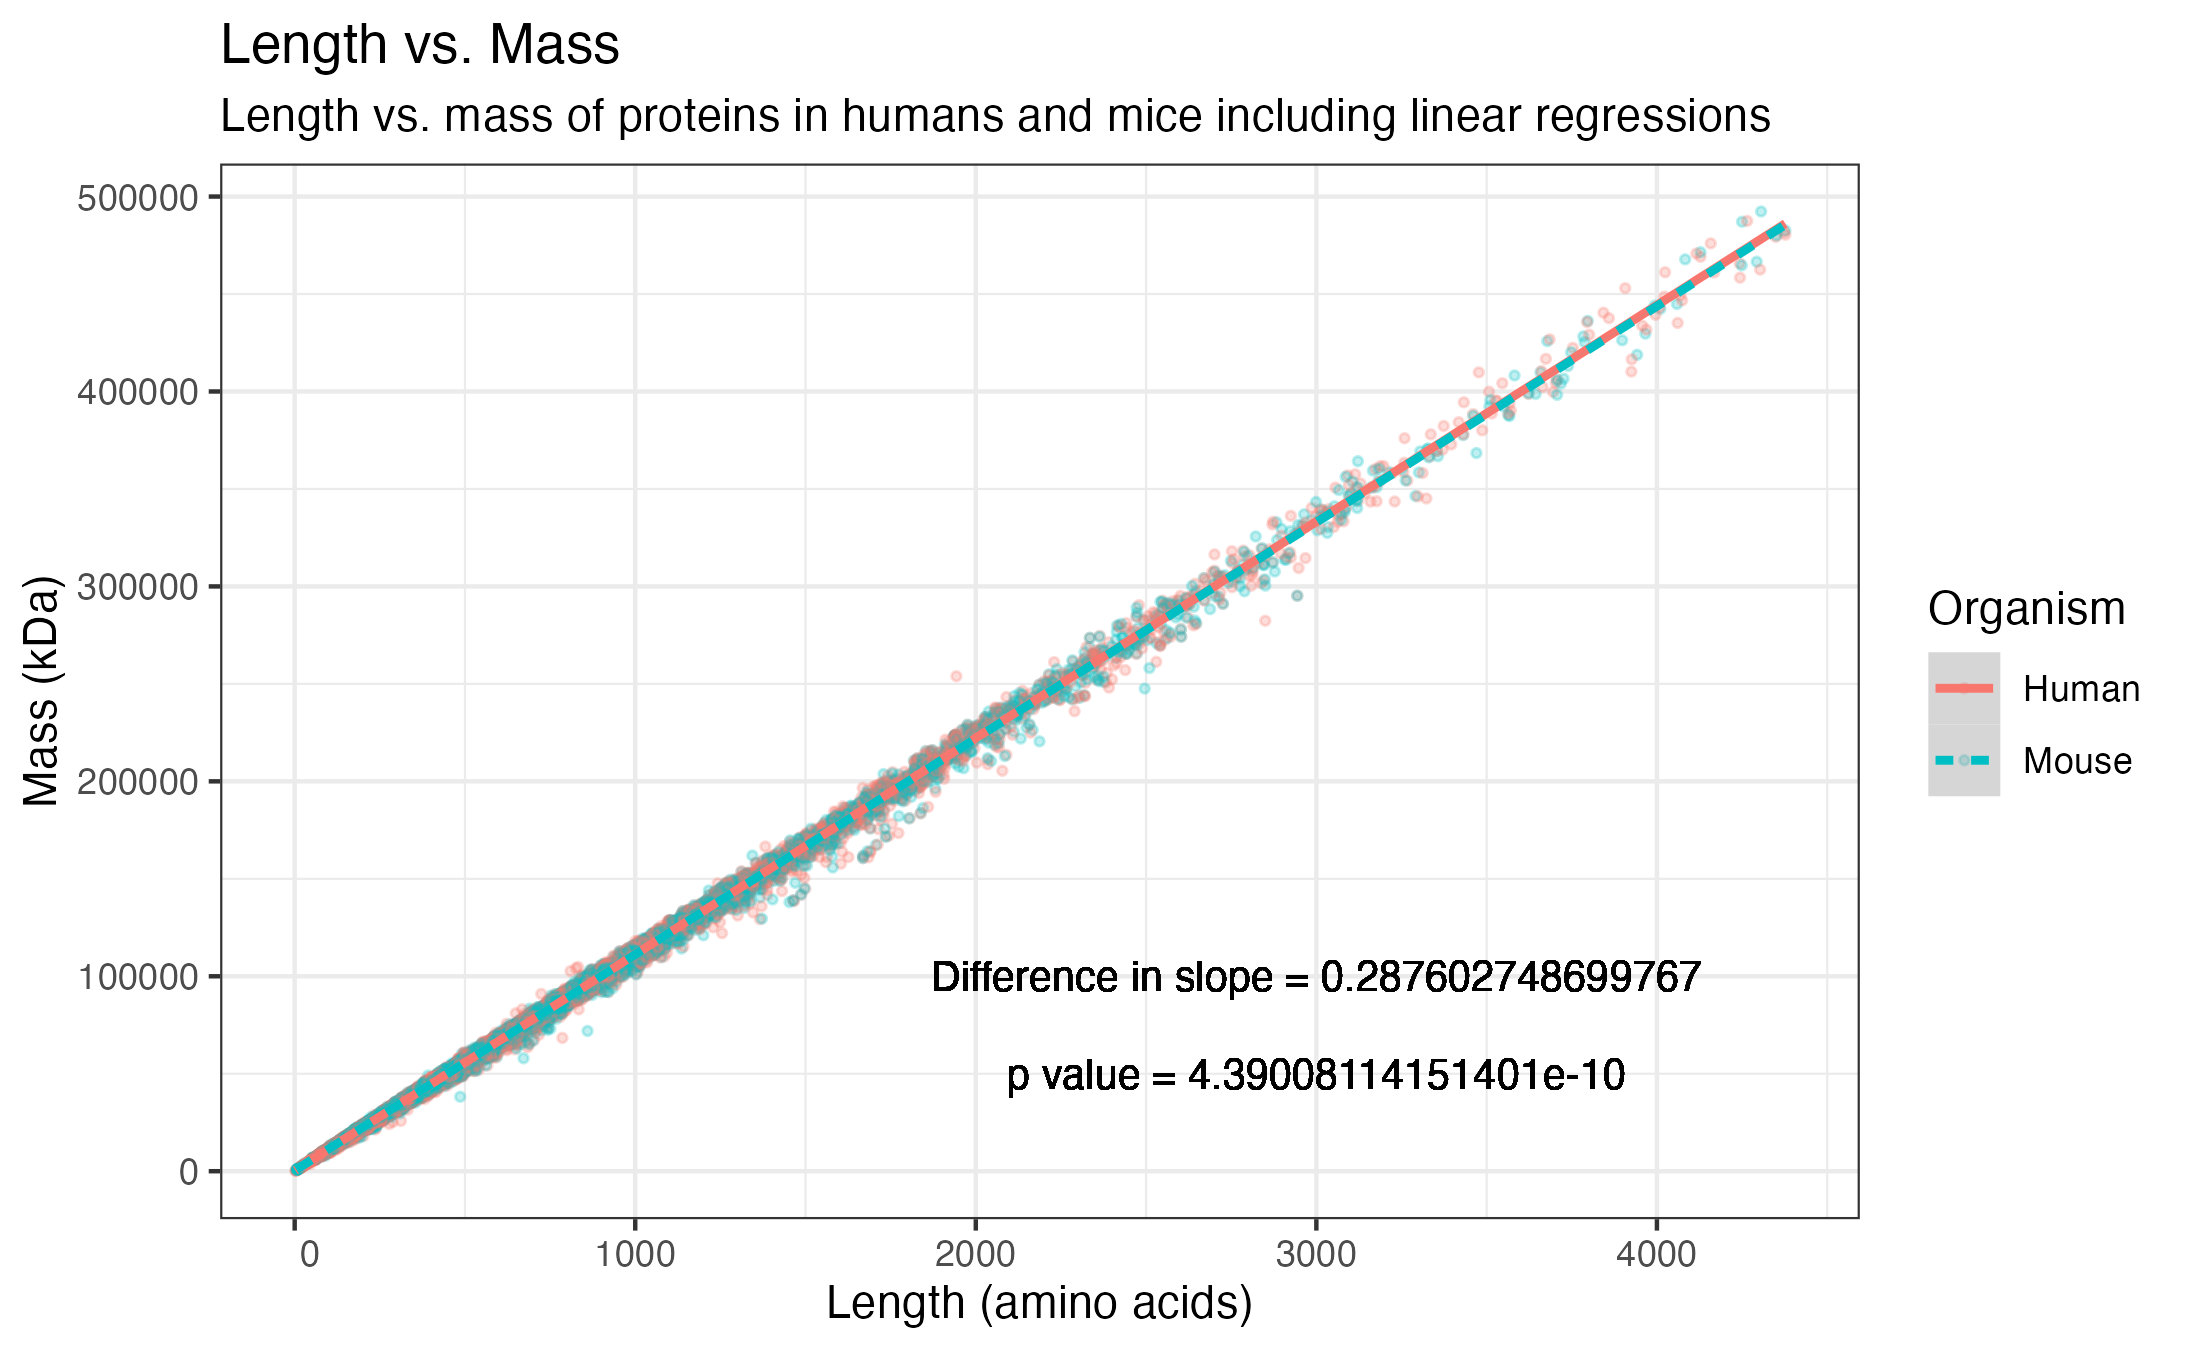 Length vs. Mass
Length vs. mass of proteins in humans and mice including linear regressions
500000
400000
300000
200000
100000
0
Mass (kDa)
Difference in slope = 0.287602748699767
p value = 4.39008114151401e-10
0
1000
2000
3000
4000
Length (amino acids)
Organism
Human
Mouse